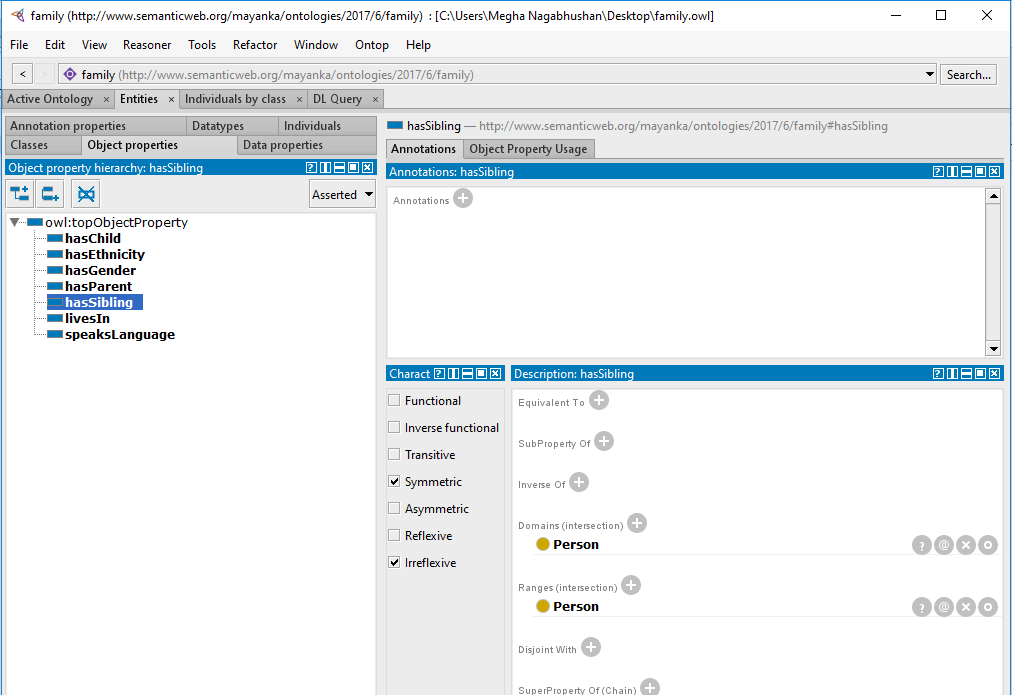 family (http://www.semanticweb.org/mayanka/ontologies/2017/6/family) : [C:\Users\Megha Nagabhushan\Desktop\family.owl]
File Edit View Reasoner Tools Refactor Window Ontop Help
< > family (http://www.semanticweb.org/mayanka/ontologies/2017/6/family) Search...
Active Ontology × Entities × Individuals by class × DL Query ×
Annotation properties Datatypes Individuals
Classes Object properties Data properties
Object property hierarchy: hasSibling
Asserted
owl:topObjectProperty
hasChild
hasEthnicity
hasGender
hasParent
hasSibling
livesIn
speaksLanguage
hasSibling — http://www.semanticweb.org/mayanka/ontologies/2017/6/family#hasSibling
Annotations Object Property Usage
Annotations: hasSibling
Annotations
Charact
Functional
Inverse functional
Transitive
Symmetric
Asymmetric
Reflexive
Irreflexive
Description: hasSibling
Equivalent To
SubProperty Of
Inverse Of
Domains (intersection)
Person
Ranges (intersection)
Person
Disjoint With
SuperProperty Of (Chain)